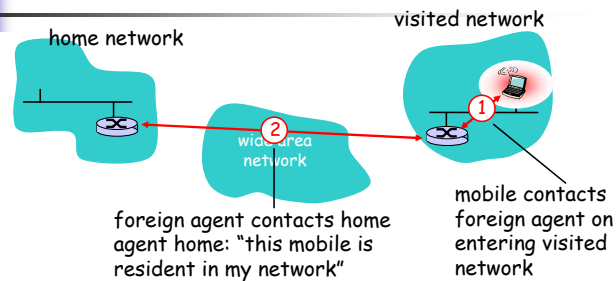 visited network
home network
1
2
wide area
network
mobile contacts
foreign agent on
entering visited
network
foreign agent contacts home
agent home: “this mobile is
resident in my network”